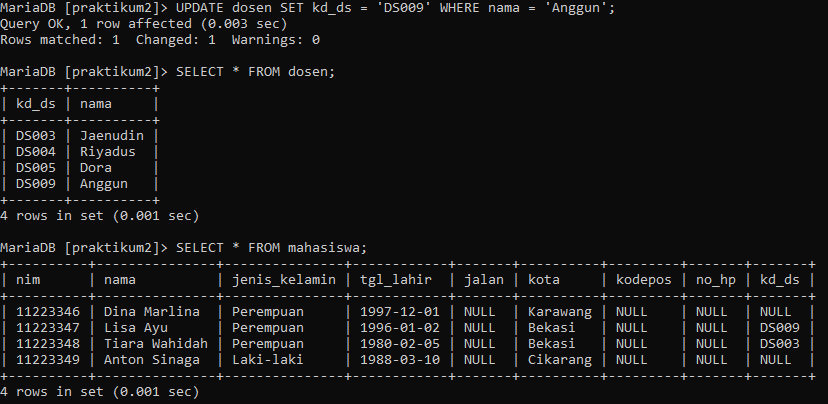 MariaDB [praktikum2]> UPDATE dosen SET kd_ds = 'DS009' WHERE nama = 'Anggun';
Query OK, 1 row affected (0.003 sec)
Rows matched: 1  Changed: 1  Warnings: 0

MariaDB [praktikum2]> SELECT * FROM dosen;
+-------+----------+
| kd_ds | nama     |
+-------+----------+
| DS003 | Jaenudin |
| DS004 | Riyadus  |
| DS005 | Dora     |
| DS009 | Anggun   |
+-------+----------+
4 rows in set (0.001 sec)

MariaDB [praktikum2]> SELECT * FROM mahasiswa;
+----------+---------------+---------------+------------+-------+----------+---------+-------+-------+
| nim      | nama          | jenis_kelamin | tgl_lahir  | jalan | kota     | kodepos | no_hp | kd_ds |
+----------+---------------+---------------+------------+-------+----------+---------+-------+-------+
| 11223346 | Dina Marlina  | Perempuan     | 1997-12-01 | NULL  | Karawang | NULL    | NULL  | NULL  |
| 11223347 | Lisa Ayu      | Perempuan     | 1996-01-02 | NULL  | Bekasi   | NULL    | NULL  | DS009 |
| 11223348 | Tiara Wahidah | Perempuan     | 1980-02-05 | NULL  | Bekasi   | NULL    | NULL  | DS003 |
| 11223349 | Anton Sinaga  | Laki-laki     | 1988-03-10 | NULL  | Cikarang | NULL    | NULL  | NULL  |
+----------+---------------+---------------+------------+-------+----------+---------+-------+-------+
4 rows in set (0.001 sec)